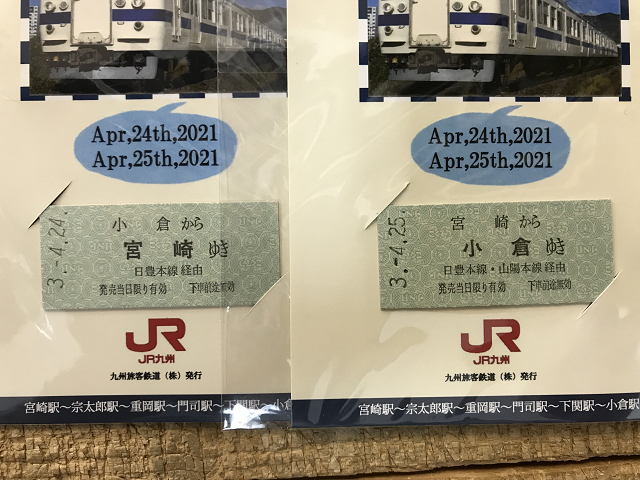 Apr,24th,2021
Apr,25th,2021
3.-4.24.
小倉から
宮崎ゆき
日豊本線 経由
発売当日限り有効 下車前途無効
JR
JR九州
九州旅客鉄道（株）発行
宮崎駅～宗太郎駅～重岡駅～門司駅～下関駅～小倉
Apr,24th,2021
Apr,25th,2021
3.-4.25.
宮崎から
小倉ゆき
日豊本線・山陽本線 経由
発売当日限り有効 下車前途無効
JR
JR九州
九州旅客鉄道（株）発行
宮崎駅～宗太郎駅～重岡駅～門司駅～下関駅～小倉駅